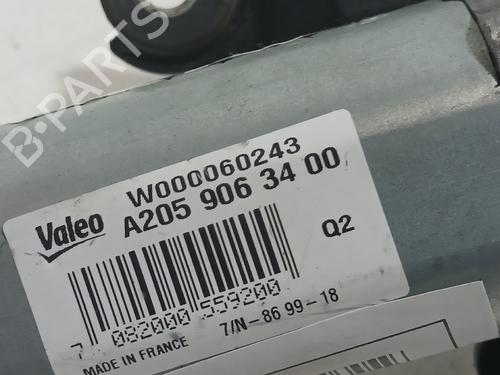 B-PARTS
W000060243
Valeo A205 906 34 00
Q2
7 082000 559200
7/N-86 99-18
MADE IN FRANCE